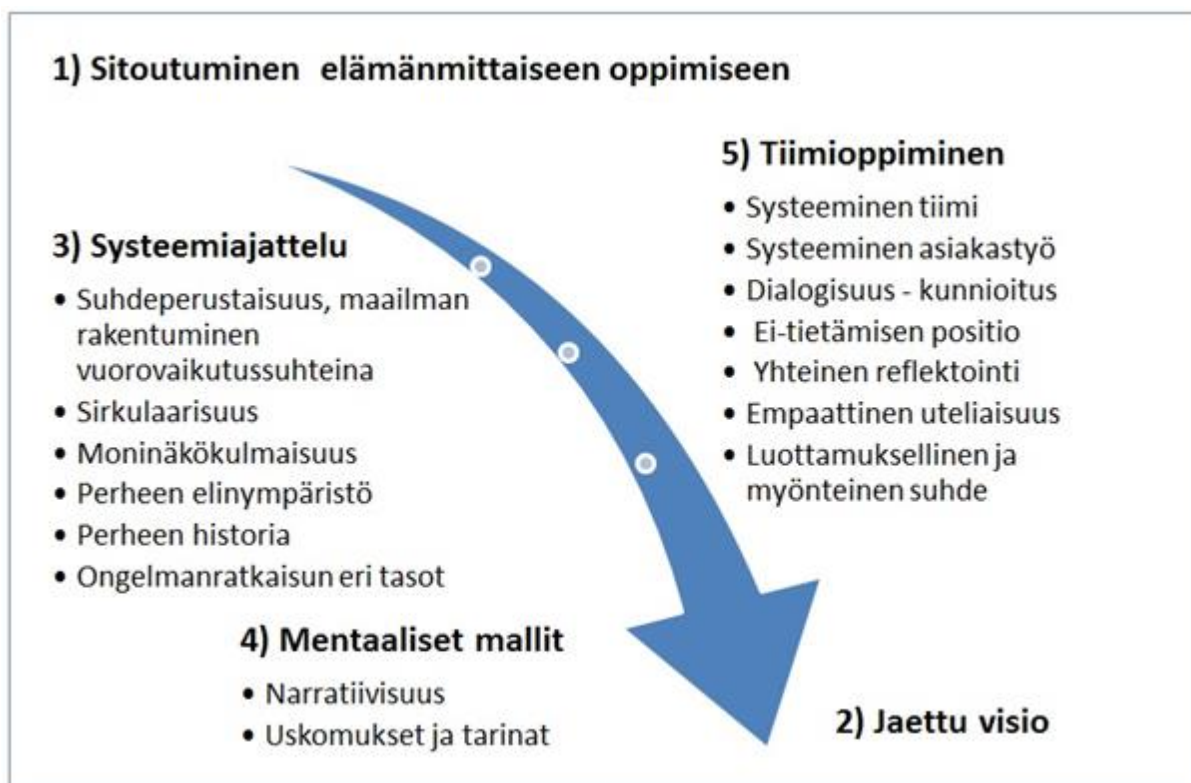 1) Sitoutuminen elämänmittaiseen oppimiseen
3) Systeemiajattelu
• Suhdeperustaisuus, maailman
rakentuminen
vuorovaikutussuhteina
• Sirkulaarisuus
• Moninäkökulmaisuus
• Perheen elinympäristö
• Perheen historia
• Ongelmanratkaisun eri tasot
4) Mentaaliset mallit
• Narratiivisuus
• Uskomukset ja tarinat
5) Tiimioppiminen
• Systeeminen tiimi
• Systeeminen asiakastyö
• Dialogisuus - kunnioitus
• Ei-tietämisen positio
• Yhteinen reflektointi
• Empaattinen uteliaisuus
• Luottamuksellinen ja
myönteinen suhde
2) Jaettu visio